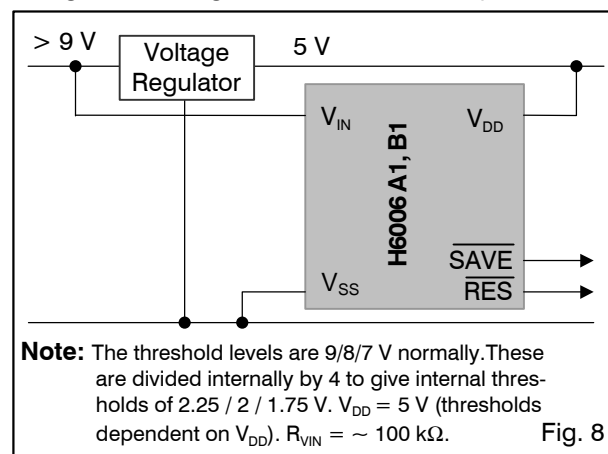 > 9 V
Voltage
Regulator
5 V
V_IN
V_DD
H6006 A1, B1
SAVE
V_SS
RES
Note: The threshold levels are 9/8/7 V normally.These
are divided internally by 4 to give internal thres-
holds of 2.25 / 2 / 1.75 V. V_DD = 5 V (thresholds
dependent on V_DD). R_VIN = ~ 100 kΩ.
Fig. 8